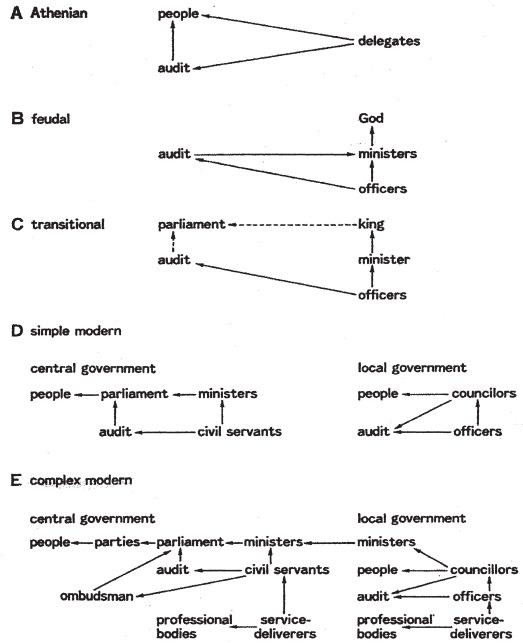 A Athenian
people
delegates
audit
B feudal
God
audit
ministers
officers
C transitional
parliament
king
audit
minister
officers
D simple modern
central government
local government
people
parliament
ministers
people
councilors
audit
civil servants
audit
officers
E complex modern
central government
local government
people
parties
parliament
ministers
ministers
audit
civil servants
people
councillors
ombudsman
audit
officers
professional
service-
professional
service-
bodies
deliverers
bodies
deliverers